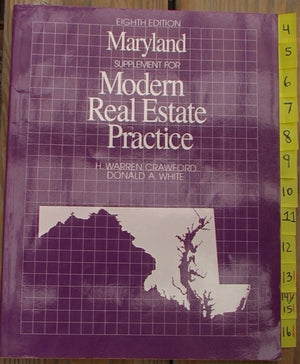 EIGHTH EDITION
Maryland
SUPPLEMENT FOR
Modern
Real Estate
Practice
H. WARREN CRAWFORD
DONALD A. WHITE
4
5
6
7
8
9
10
11
12
13
14/
15
16